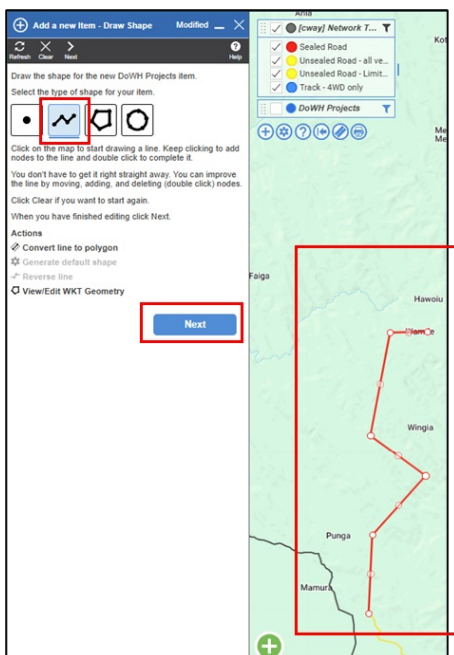 Add a new Item - Draw Shape Modified
Refresh Clear Next Help
Draw the shape for the new DoWH Projects item.
Select the type of shape for your item.
Click on the map to start drawing a line. Keep clicking to add
nodes to the line and double click to complete it.
You don't have to get it right straight away. You can improve
the line by moving, adding, and deleting (double click) nodes.
Click Clear if you want to start again.
When you have finished editing click Next.
Actions
Convert line to polygon
Generate default shape
Reverse line
View/Edit WKT Geometry
Next
[cway] Network T...
Sealed Road
Unsealed Road - all ve...
Unsealed Road - Limit...
Track - 4WD only
DoWH Projects
Kot
Me
Me
Faiga
Hawoiu
Wingia
Punga
Mamura